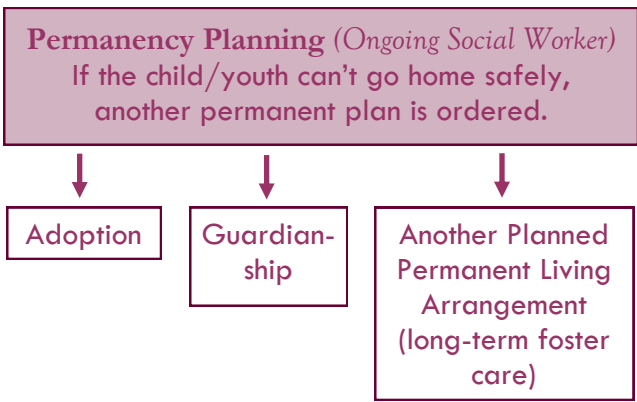 Permanency Planning (Ongoing Social Worker)
If the child/youth can't go home safely,
another permanent plan is ordered.
Adoption
Guardian-
ship
Another Planned
Permanent Living
Arrangement
(long-term foster
care)